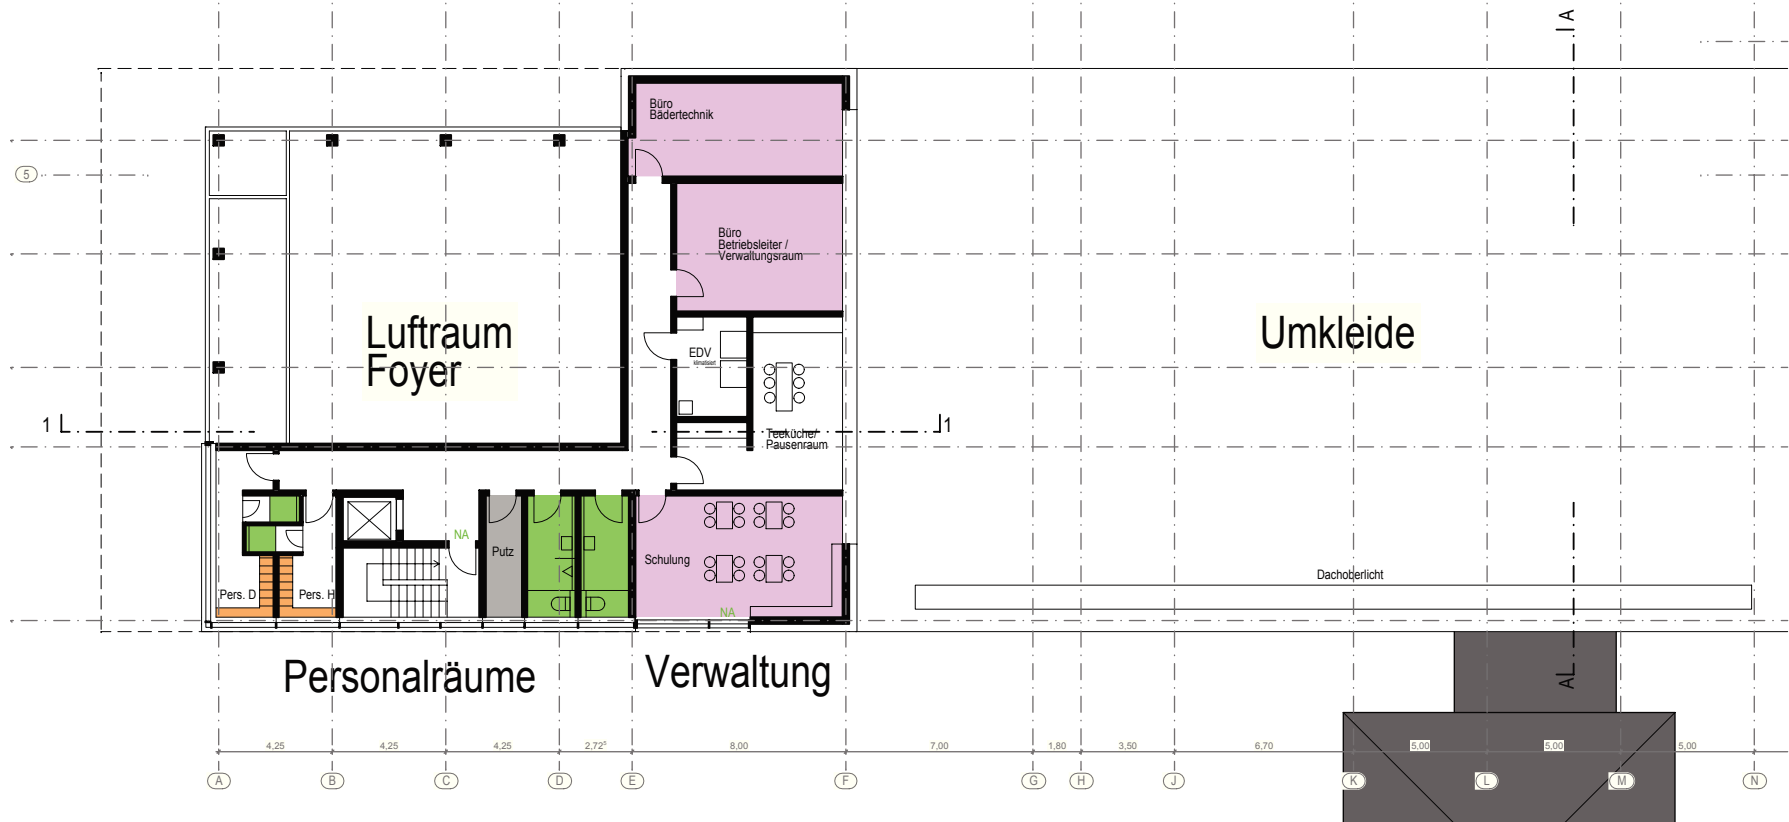 A
Büro
Bädertechnik
5
Büro
Betriebsleiter /
Verwaltungsraum
Luftraum
Foyer
Umkleide
EDV
klimatisiert
1
1
Teeküche/
Pausenraum
NA
Putz
Schulung
Dachoberlicht
Pers. D
Pers. H
NA
Personalräume
Verwaltung
A
4,25
4,25
4,25
2,72⁵
8,00
7,00
1,80
3,50
6,70
5,00
5,00
5,00
A
B
C
D
E
F
G
H
J
K
L
M
N